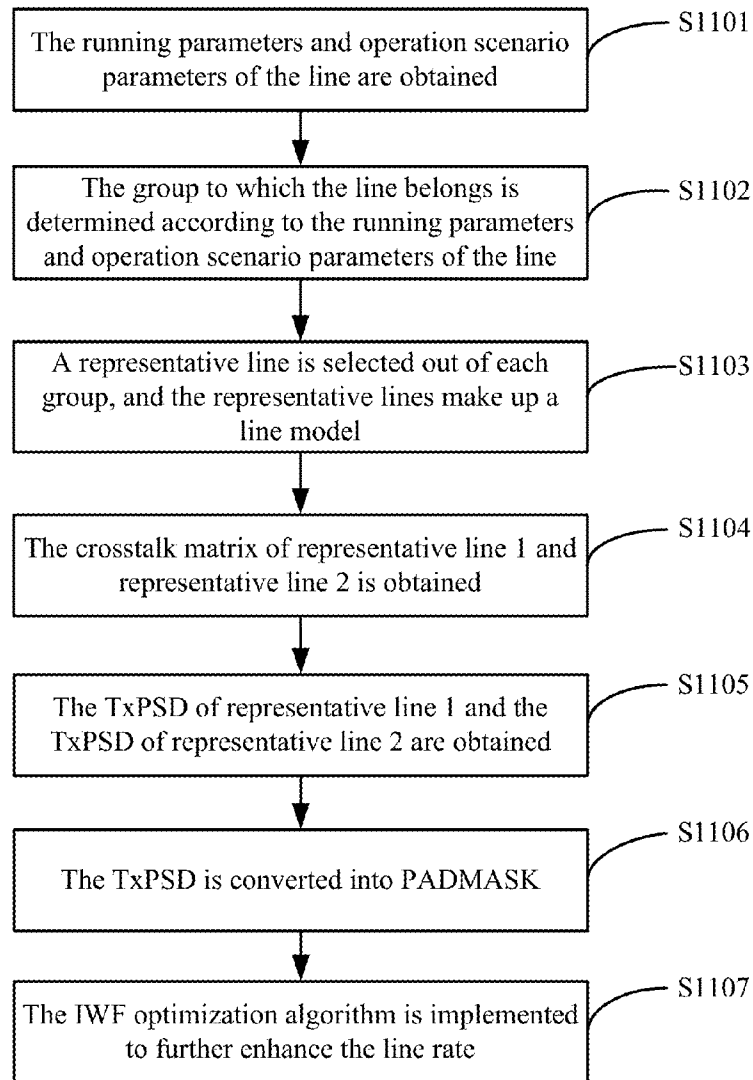 The running parameters and operation scenario
parameters of the line are obtained
S1101
The group to which the line belongs is
determined according to the running parameters
and operation scenario parameters of the line
S1102
A representative line is selected out of each
group, and the representative lines make up a
line model
S1103
The crosstalk matrix of representative line 1 and
representative line 2 is obtained
S1104
The TxPSD of representative line 1 and the
TxPSD of representative line 2 are obtained
S1105
The TxPSD is converted into PADMASK
S1106
The IWF optimization algorithm is implemented
to further enhance the line rate
S1107